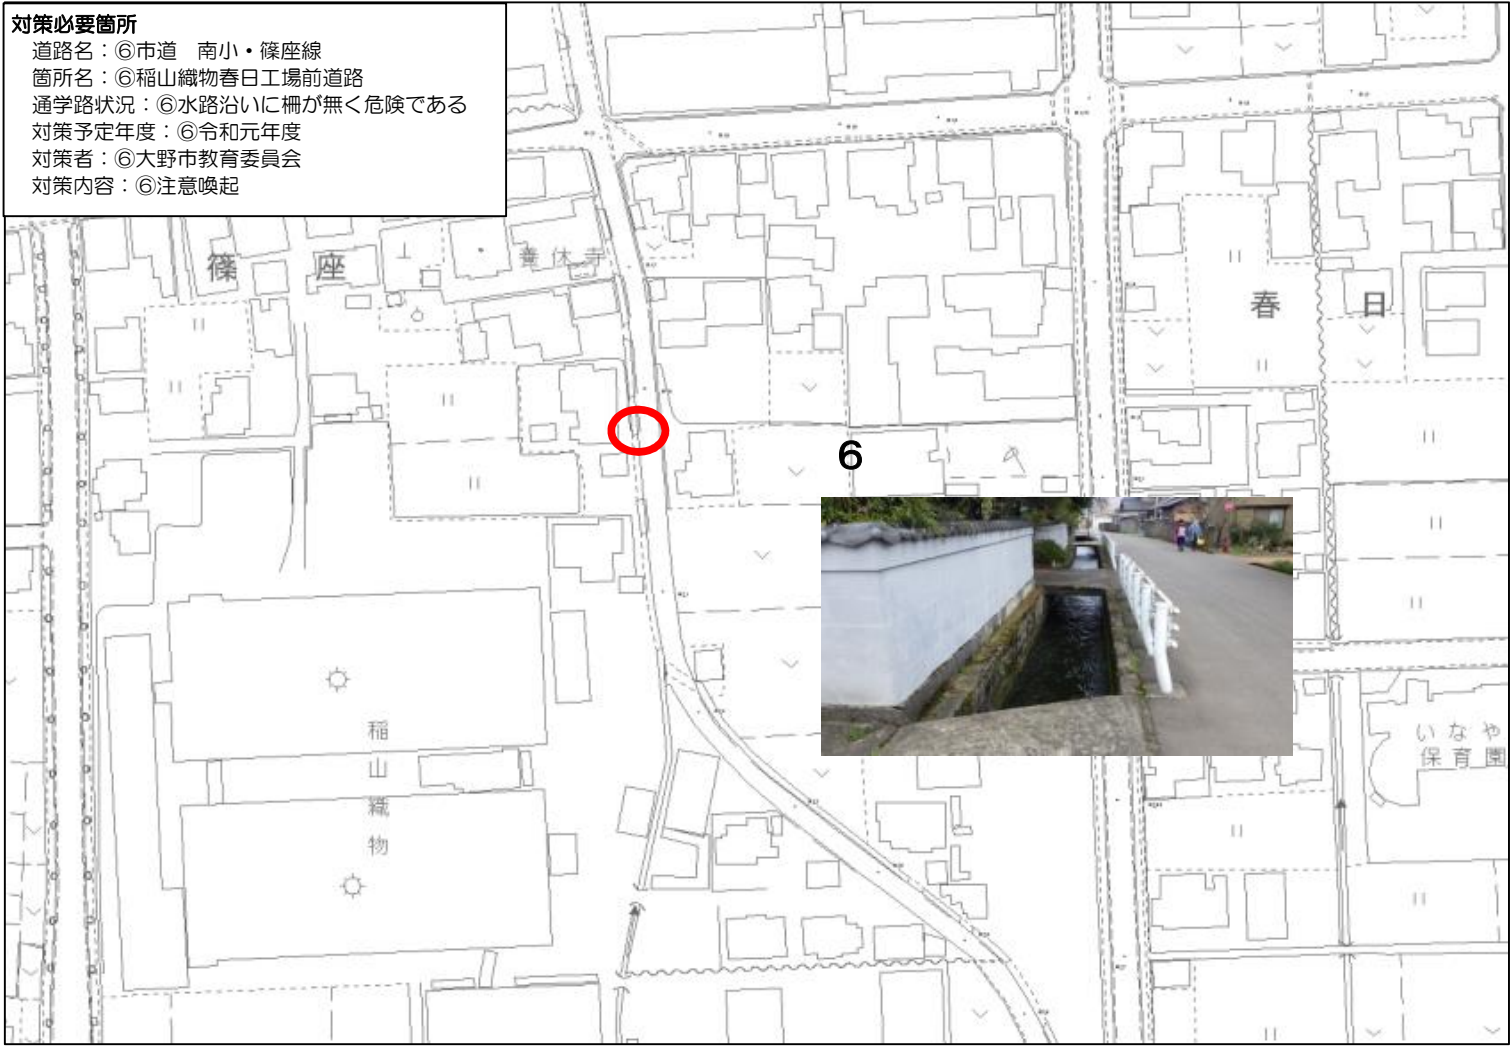 対策必要箇所
道路名：⑥市道　南小・篠座線
箇所名：⑥稲山織物春日工場前道路
通学路状況：⑥水路沿いに柵が無く危険である
対策予定年度：⑥令和元年度
対策者：⑥大野市教育委員会
対策内容：⑥注意喚起
篠座
善休寺
春日
6
稲山織物
いなや
保育園